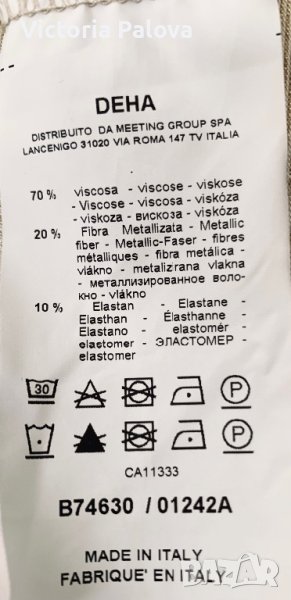 Victoria Palova
DEHA
DISTRIBUITO DA MEETING GROUP SPA
LANCENIGO 31020 VIA ROMA 147 TV ITALIA
70 % viscosa - viscose - viskose
- Viscose - viscosa - viskóza
- viskoza - вискоза - viskóza
20 % Fibra Metallizata - Metallic
fiber - Metallic-Faser - fibres
métalliques - fibra metálica -
vlákno - metalizirana vlakna
- металлизированное воло-
кно - vlákno
10 % Elastan - Elastane -
Elasthan - Élasthanne -
Elastano - elastomér -
elastomer - ЭЛАСТОМЕР -
elastomer
30 P
P
CA11333
B74630 / 01242A
MADE IN ITALY
FABRIQUE' EN ITALY
БАZАР